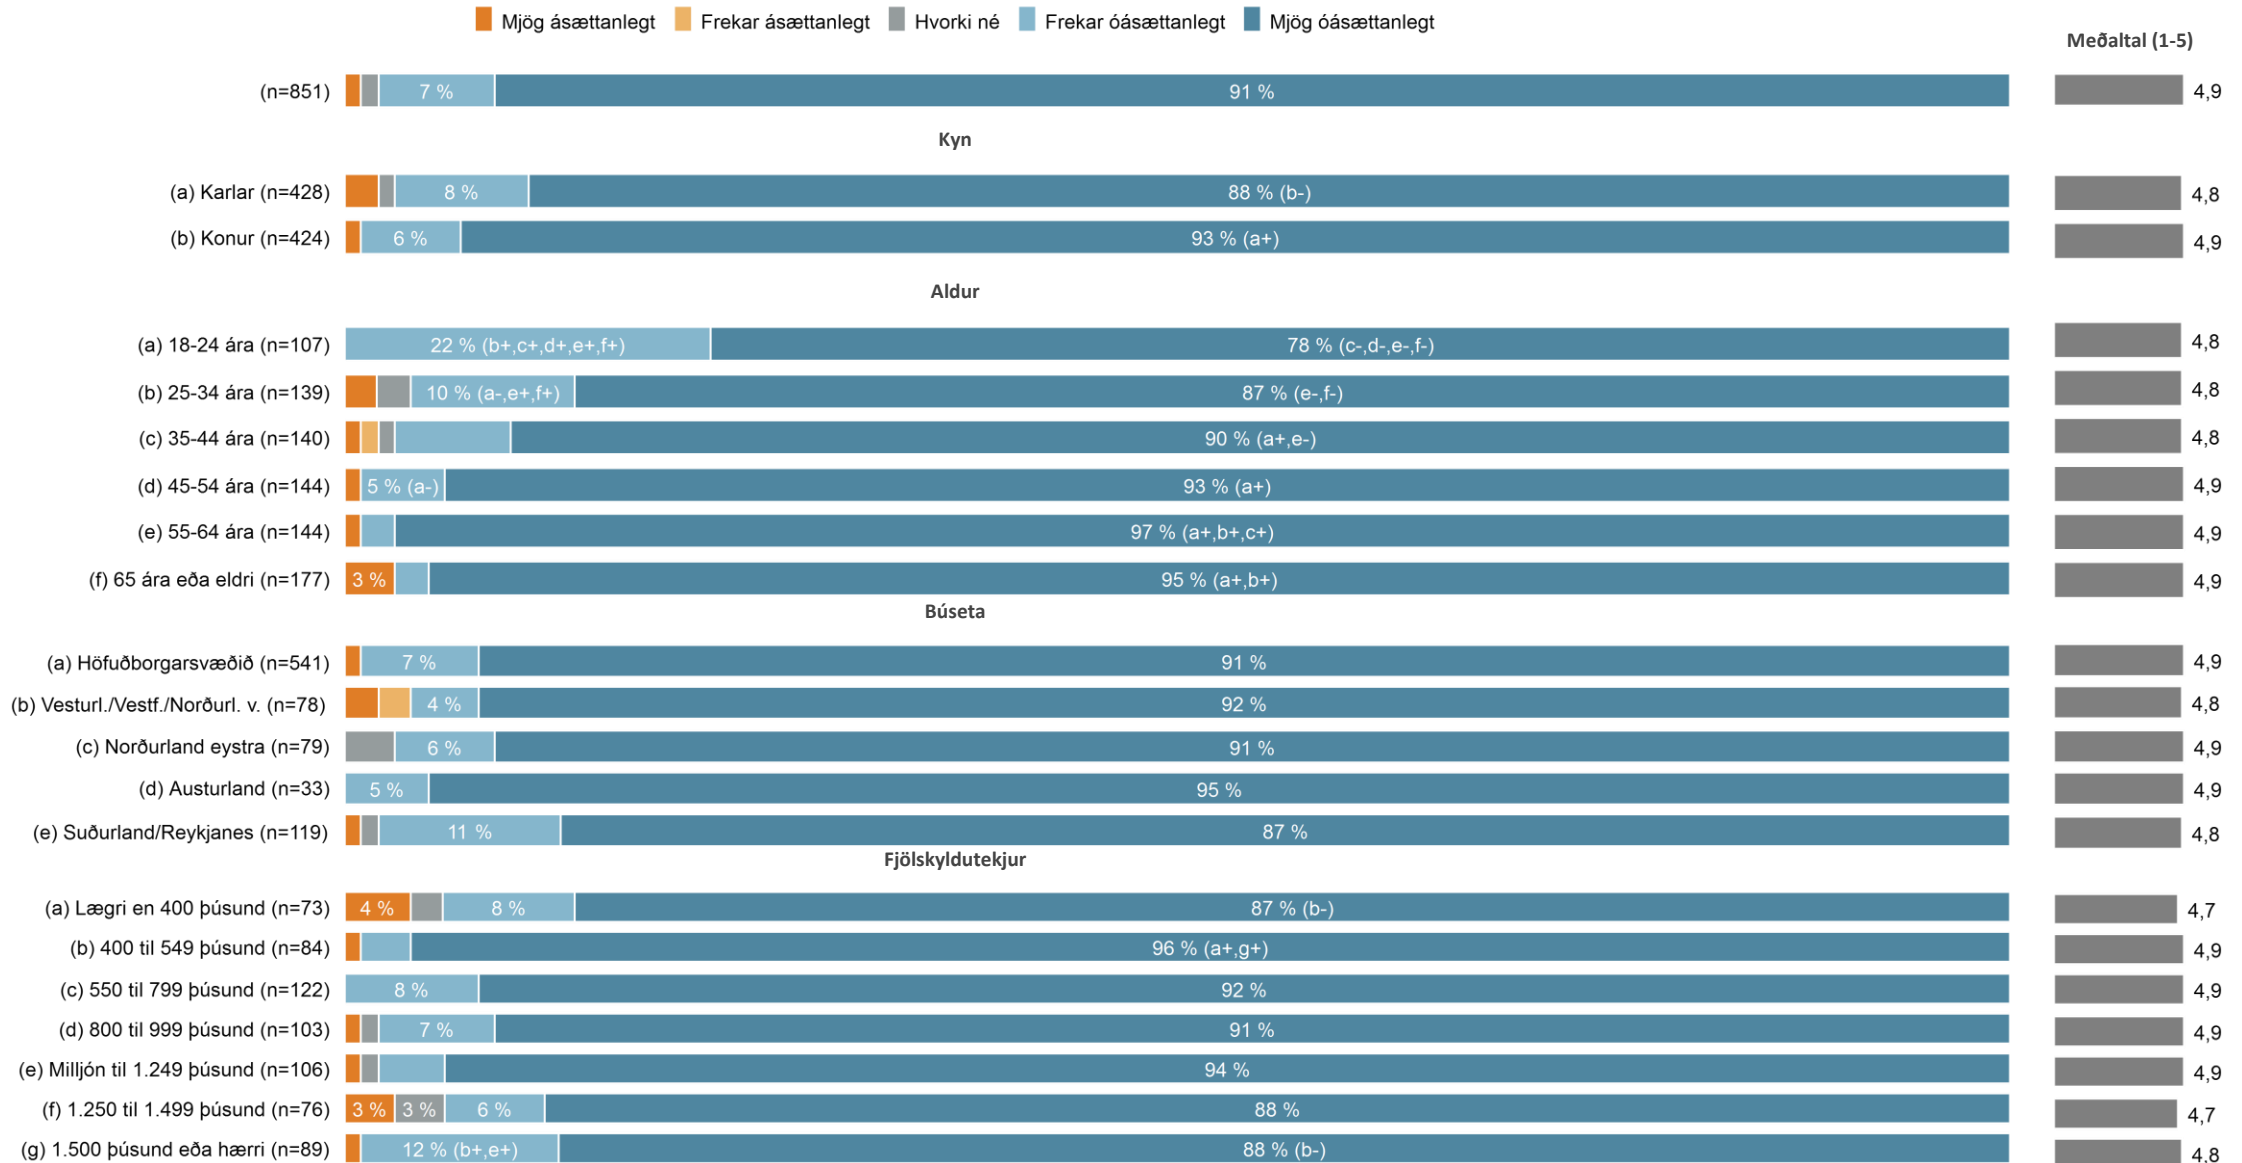 Mjög ásættanlegt Frekar ásættanlegt Hvorki né Frekar óásættanlegt Mjög óásættanlegt
Meðaltal (1-5)
(n=851) 7 % 91 % 4,9
Kyn
(a) Karlar (n=428) 8 % 88 % (b-) 4,8
(b) Konur (n=424) 6 % 93 % (a+) 4,9
Aldur
(a) 18-24 ára (n=107) 22 % (b+,c+,d+,e+,f+) 78 % (c-,d-,e-,f-) 4,8
(b) 25-34 ára (n=139) 10 % (a-,e+,f+) 87 % (e-,f-) 4,8
(c) 35-44 ára (n=140) 90 % (a+,e-) 4,8
(d) 45-54 ára (n=144) 5 % (a-) 93 % (a+) 4,9
(e) 55-64 ára (n=144) 97 % (a+,b+,c+) 4,9
(f) 65 ára eða eldri (n=177) 3 % 95 % (a+,b+) 4,9
Búseta
(a) Höfuðborgarsvæðið (n=541) 7 % 91 % 4,9
(b) Vesturl./Vestf./Norðurl. v. (n=78) 4 % 92 % 4,8
(c) Norðurland eystra (n=79) 6 % 91 % 4,9
(d) Austurland (n=33) 5 % 95 % 4,9
(e) Suðurland/Reykjanes (n=119) 11 % 87 % 4,8
Fjölskyldutekjur
(a) Lægri en 400 þúsund (n=73) 4 % 8 % 87 % (b-) 4,7
(b) 400 til 549 þúsund (n=84) 96 % (a+,g+) 4,9
(c) 550 til 799 þúsund (n=122) 8 % 92 % 4,9
(d) 800 til 999 þúsund (n=103) 7 % 91 % 4,9
(e) Milljón til 1.249 þúsund (n=106) 94 % 4,9
(f) 1.250 til 1.499 þúsund (n=76) 3 % 3 % 6 % 88 % 4,7
(g) 1.500 þúsund eða hærri (n=89) 12 % (b+,e+) 88 % (b-) 4,8